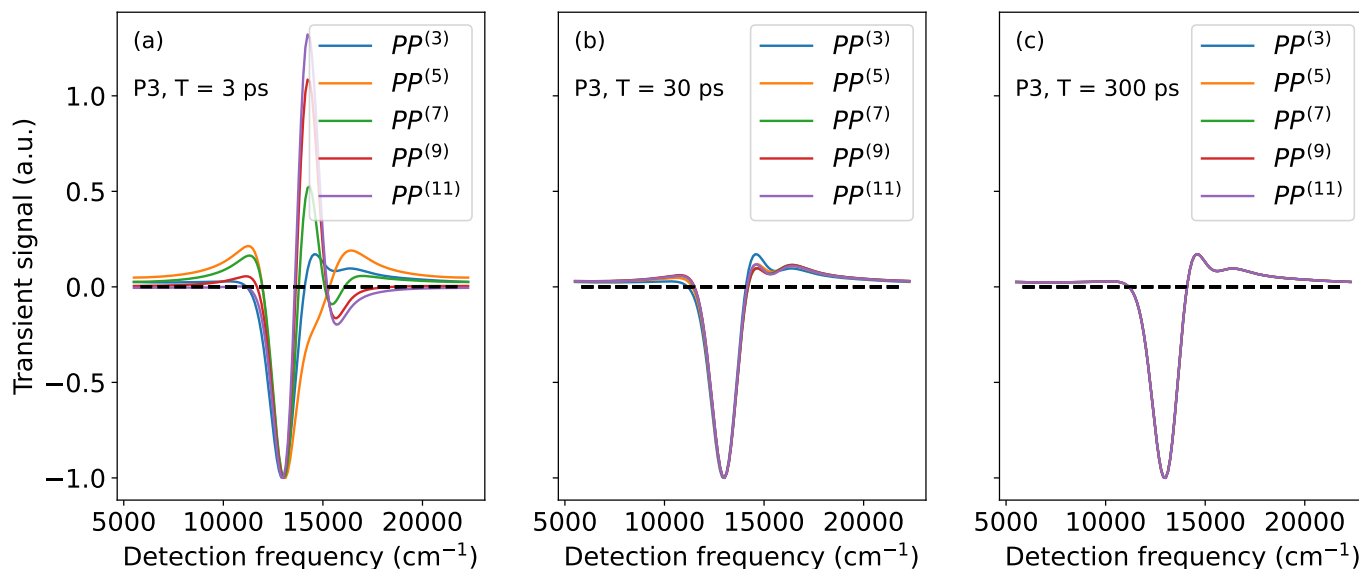 (a)
P3, T = 3 ps
PP^(3)
PP^(5)
PP^(7)
PP^(9)
PP^(11)
1.0
0.5
0.0
−0.5
−1.0
Transient signal (a.u.)
5000 10000 15000 20000
Detection frequency (cm⁻¹)
(b)
P3, T = 30 ps
PP^(3)
PP^(5)
PP^(7)
PP^(9)
PP^(11)
5000 10000 15000 20000
Detection frequency (cm⁻¹)
(c)
P3, T = 300 ps
PP^(3)
PP^(5)
PP^(7)
PP^(9)
PP^(11)
5000 10000 15000 20000
Detection frequency (cm⁻¹)